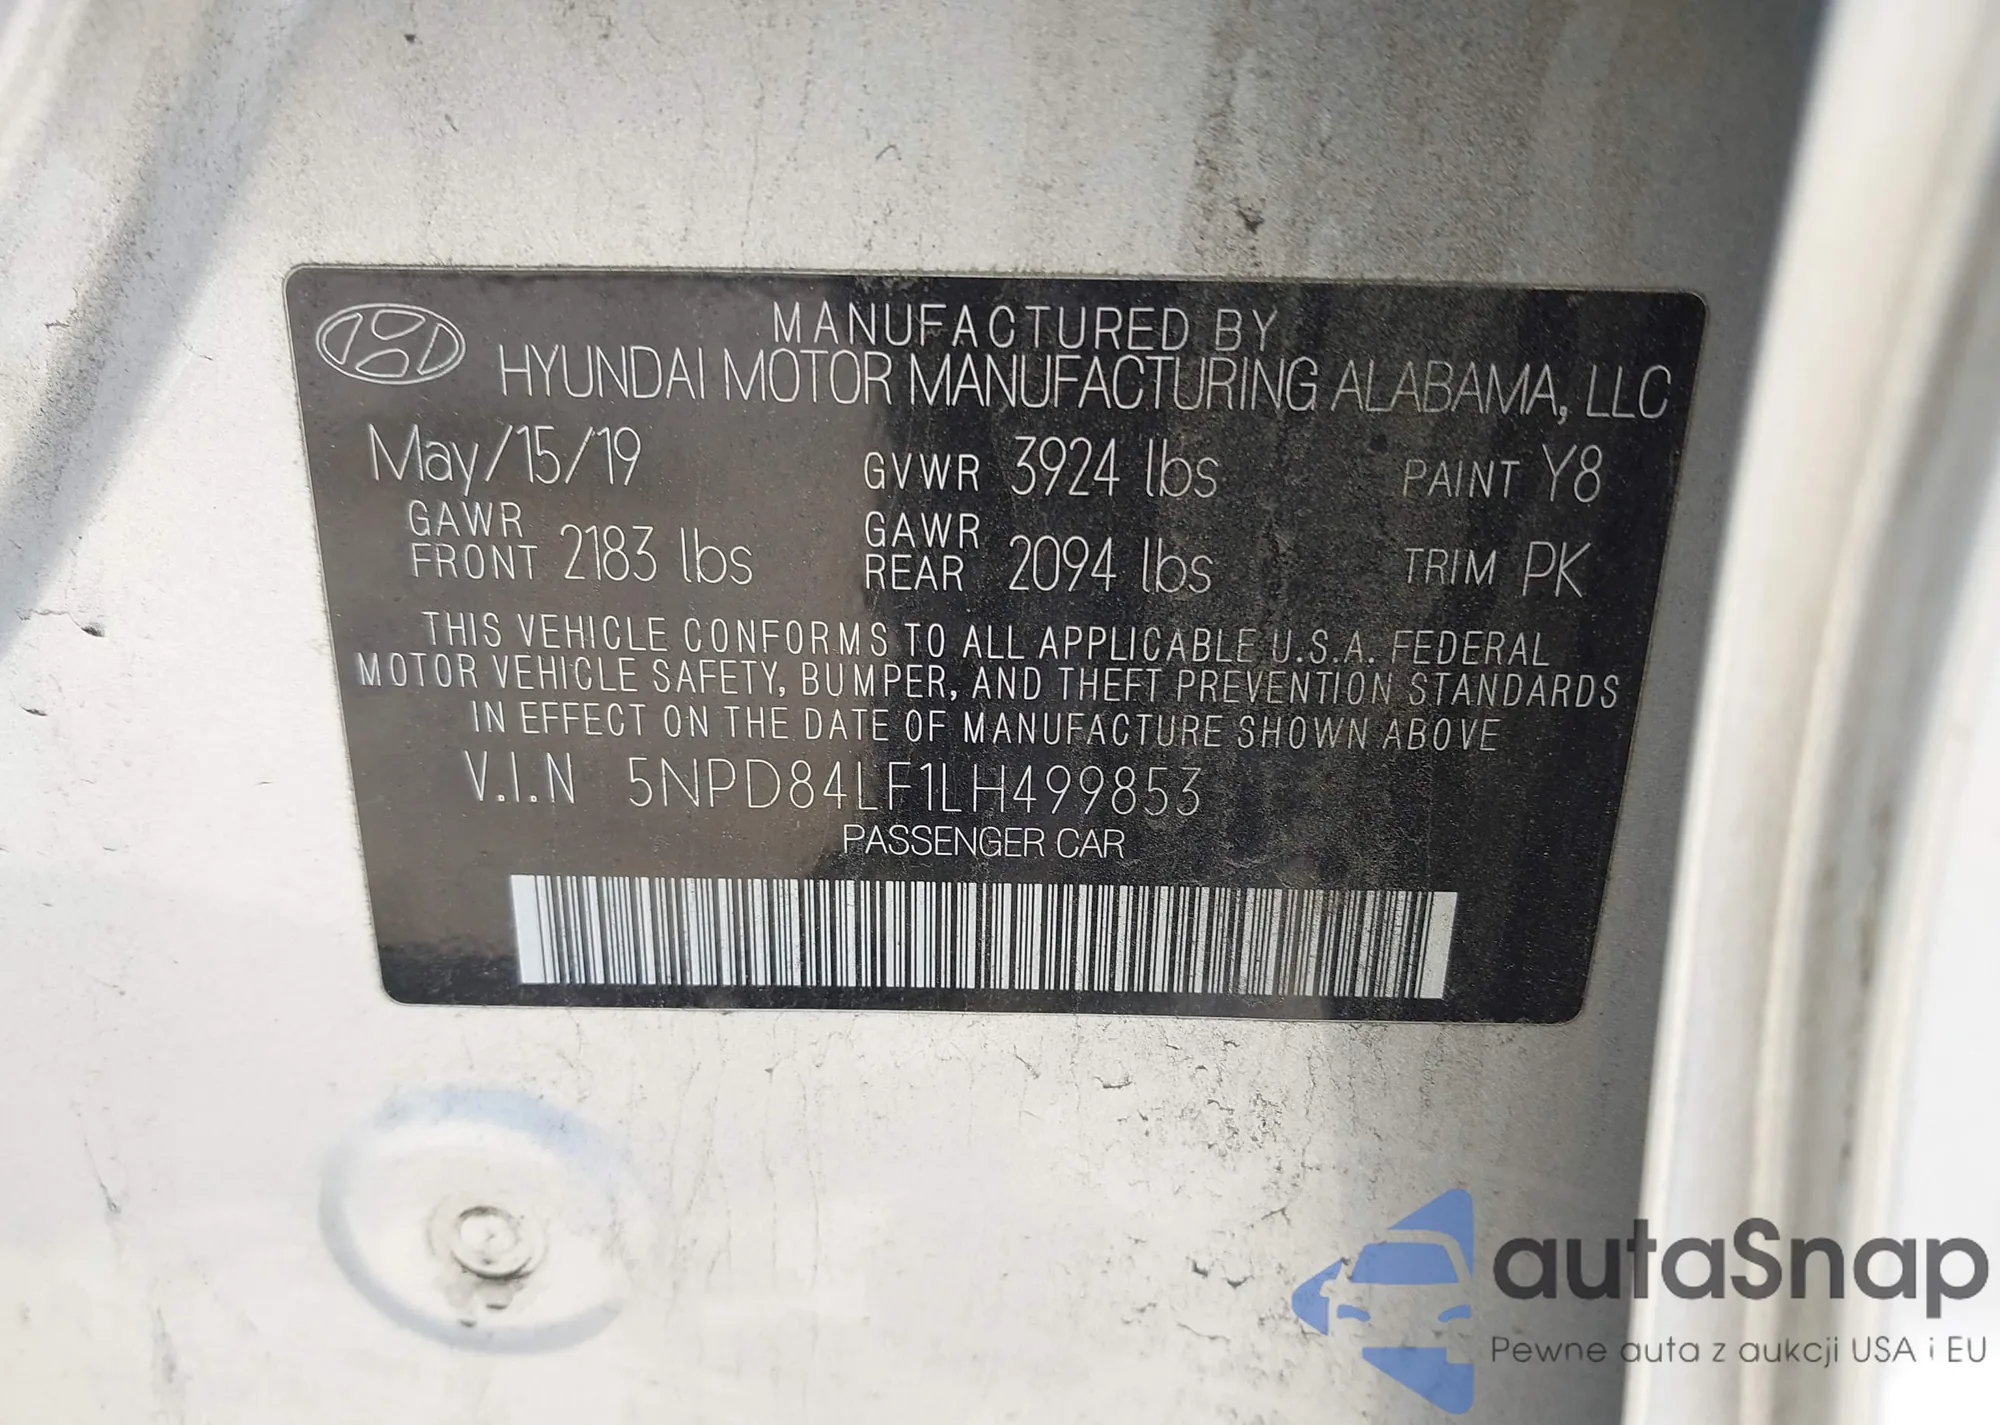 MANUFACTURED BY
HYUNDAI MOTOR MANUFACTURING ALABAMA, LLC
May/15/19 GVWR 3924 lbs PAINT Y8
GAWR FRONT 2183 lbs GAWR REAR 2094 lbs TRIM PK
THIS VEHICLE CONFORMS TO ALL APPLICABLE U.S.A. FEDERAL
MOTOR VEHICLE SAFETY, BUMPER, AND THEFT PREVENTION STANDARDS
IN EFFECT ON THE DATE OF MANUFACTURE SHOWN ABOVE
V.I.N 5NPD84LF1LH499853
PASSENGER CAR
autaSnap
Pewne auta z aukcji USA i EU